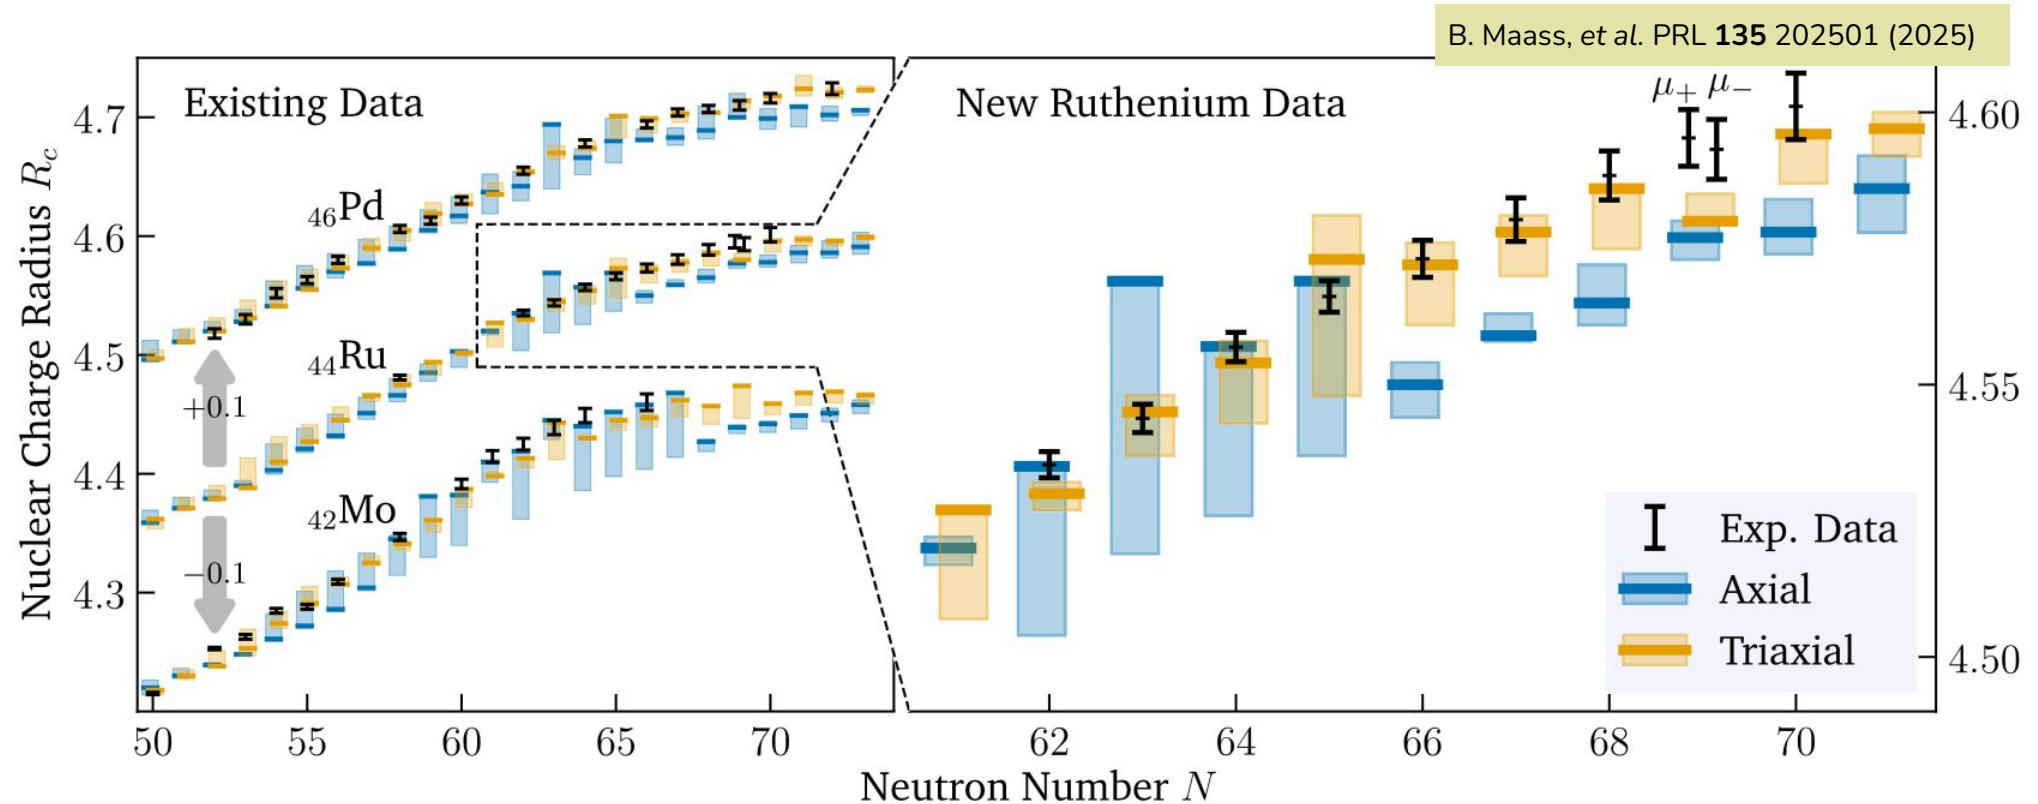 B. Maass, et al. PRL 135 202501 (2025)
Existing Data
New Ruthenium Data
μ+ μ−
Nuclear Charge Radius Rc
4.7
4.6
4.5
4.4
4.3
46Pd
44Ru
42Mo
+0.1
−0.1
4.60
4.55
4.50
Exp. Data
Axial
Triaxial
50 55 60 65 70
62 64 66 68 70
Neutron Number N